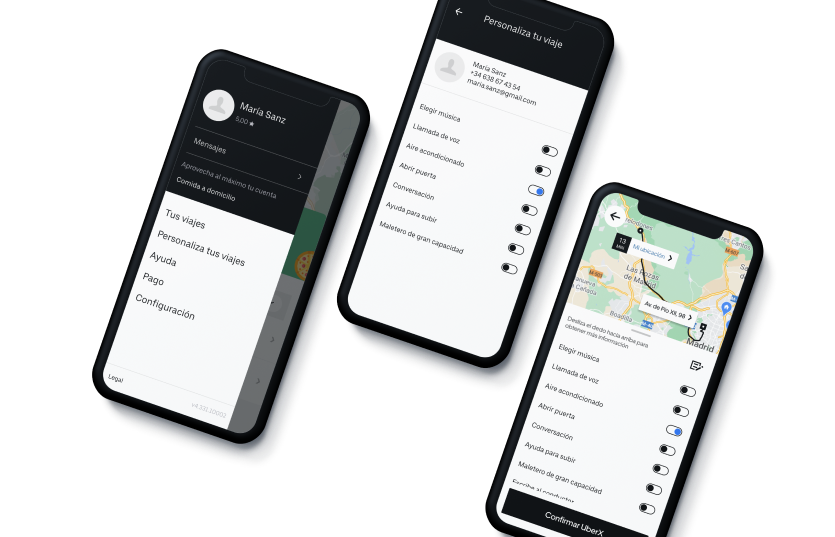 María Sanz
5,00 ★
Mensajes
Aprovecha al máximo tu cuenta
Comida a domicilio
Tus viajes
Personaliza tus viajes
Ayuda
Pago
Configuración
Legal
Personaliza tu viaje
María Sanz
+34 638 67 43 54
maria.sanz@gmail.com
Elegir música
Llamada de voz
Aire acondicionado
Abrir puerta
Conversación
Ayuda para subir
Maletero de gran capacidad
13
MIN
Mi ubicación
Las Rozas
de Madrid
Av. de Pío XII, 98
Boadilla
Madrid
Desliza el dedo hacia arriba para
obtener más información
Elegir música
Llamada de voz
Aire acondicionado
Abrir puerta
Conversación
Ayuda para subir
Maletero de gran capacidad
Escribe al conductor
Confirmar UberX